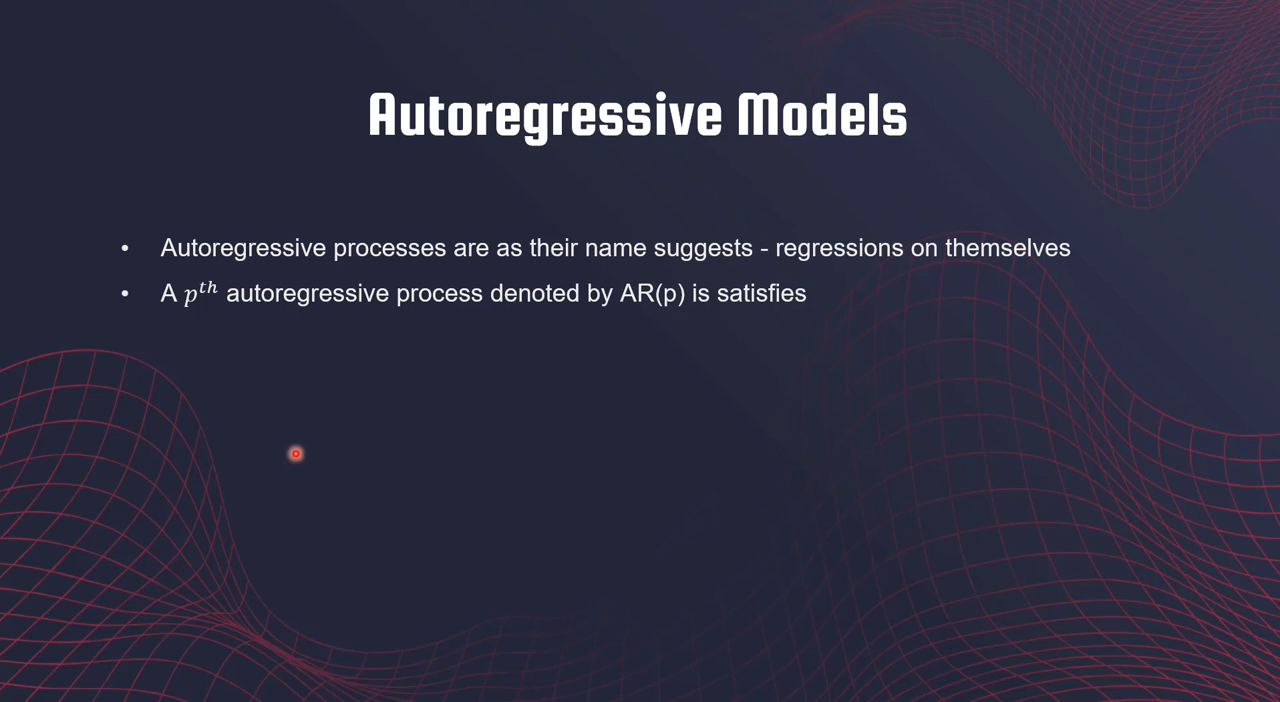 Autoregressive Models
• Autoregressive processes are as their name suggests - regressions on themselves
• A p^th autoregressive process denoted by AR(p) is satisfies